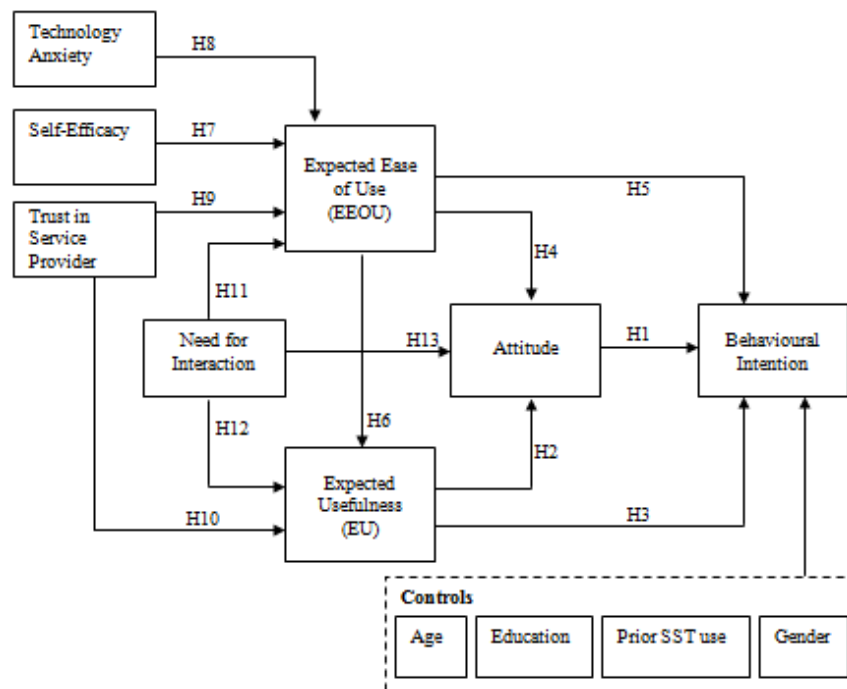 Technology
Anxiety
H8
Self-Efficacy
H7
Expected Ease
of Use
(EEOU)
H5
Trust in
Service
Provider
H9
H4
H11
Need for
Interaction
H13
Attitude
H1
Behavioural
Intention
H12
H6
H2
Expected
Usefulness
(EU)
H10
H3
Controls
Age
Education
Prior SST use
Gender